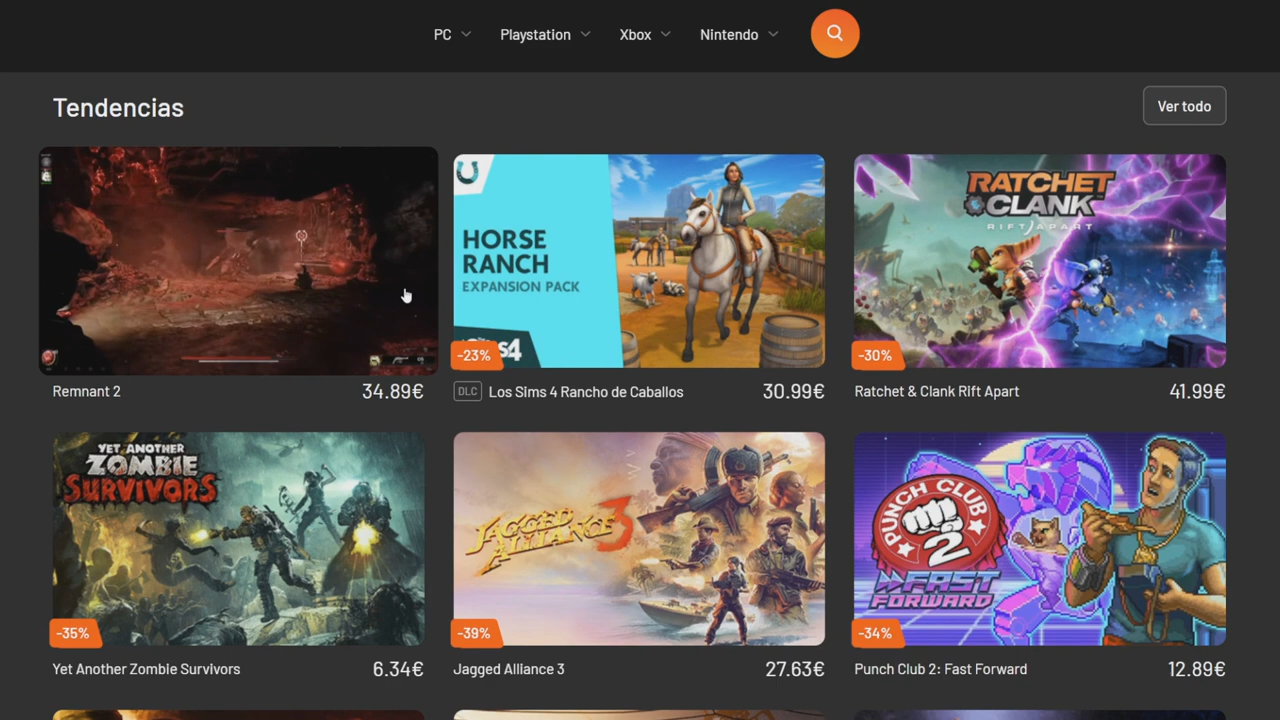 PC
Playstation
Xbox
Nintendo
Tendencias
Ver todo
HORSE
RANCH
EXPANSION PACK
-23%
RATCHET
CLANK
RIFT APART
-30%
Remnant 2
34.89€
DLC
Los Sims 4 Rancho de Caballos
30.99€
Ratchet & Clank Rift Apart
41.99€
YET ANOTHER
ZOMBIE
SURVIVORS
-35%
JAGGED
ALLIANCE 3
-39%
PUNCH CLUB
2
FAST
FORWARD
-34%
Yet Another Zombie Survivors
6.34€
Jagged Alliance 3
27.63€
Punch Club 2: Fast Forward
12.89€